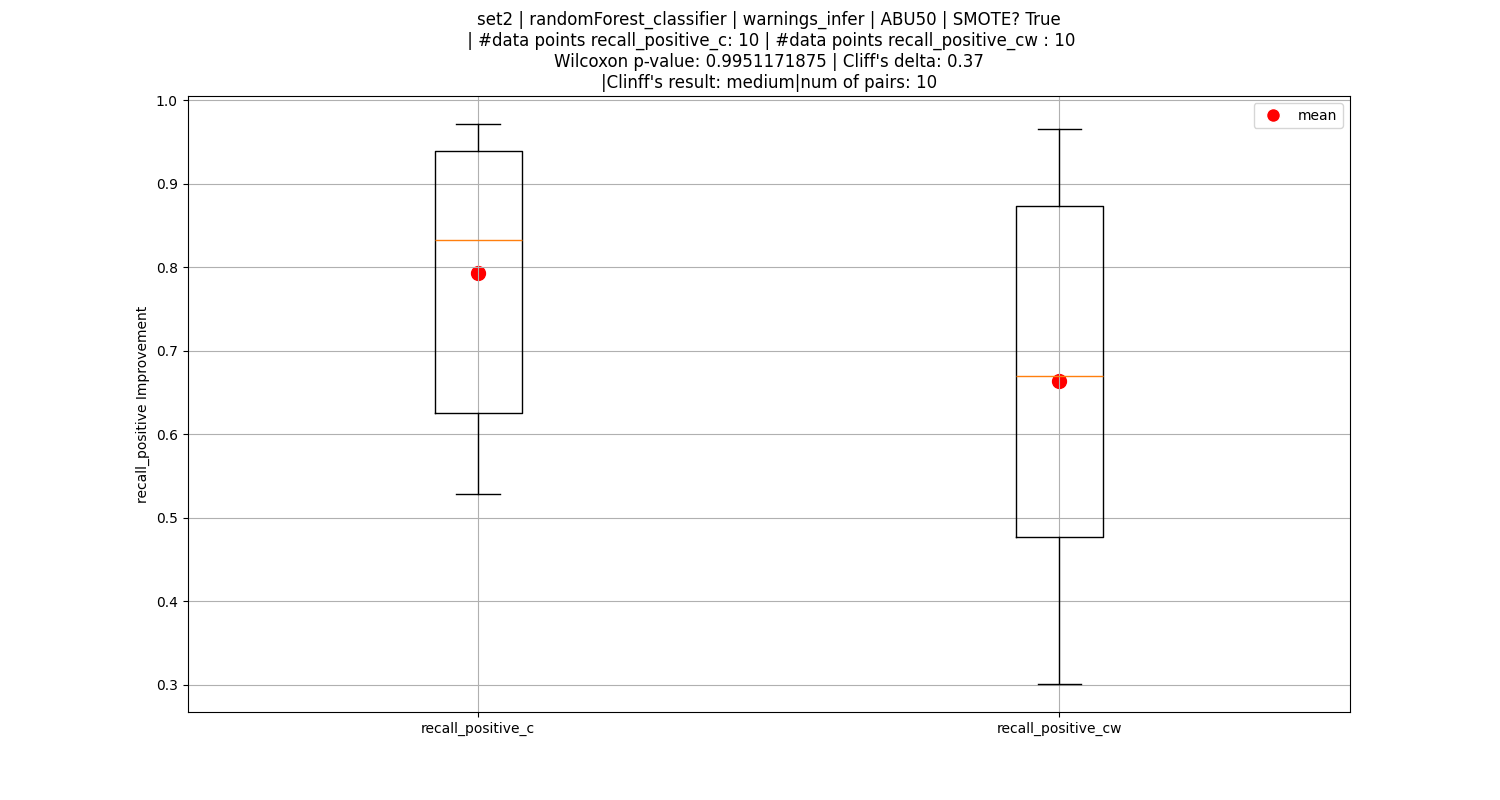 set2 | randomForest_classifier | warnings_infer | ABU50 | SMOTE? True
| #data points recall_positive_c: 10 | #data points recall_positive_cw : 10
Wilcoxon p-value: 0.9951171875 | Cliff's delta: 0.37
|Clinff's result: medium|num of pairs: 10
mean
1.0
0.9
0.8
0.7
0.6
0.5
0.4
0.3
recall_positive Improvement
recall_positive_c
recall_positive_cw